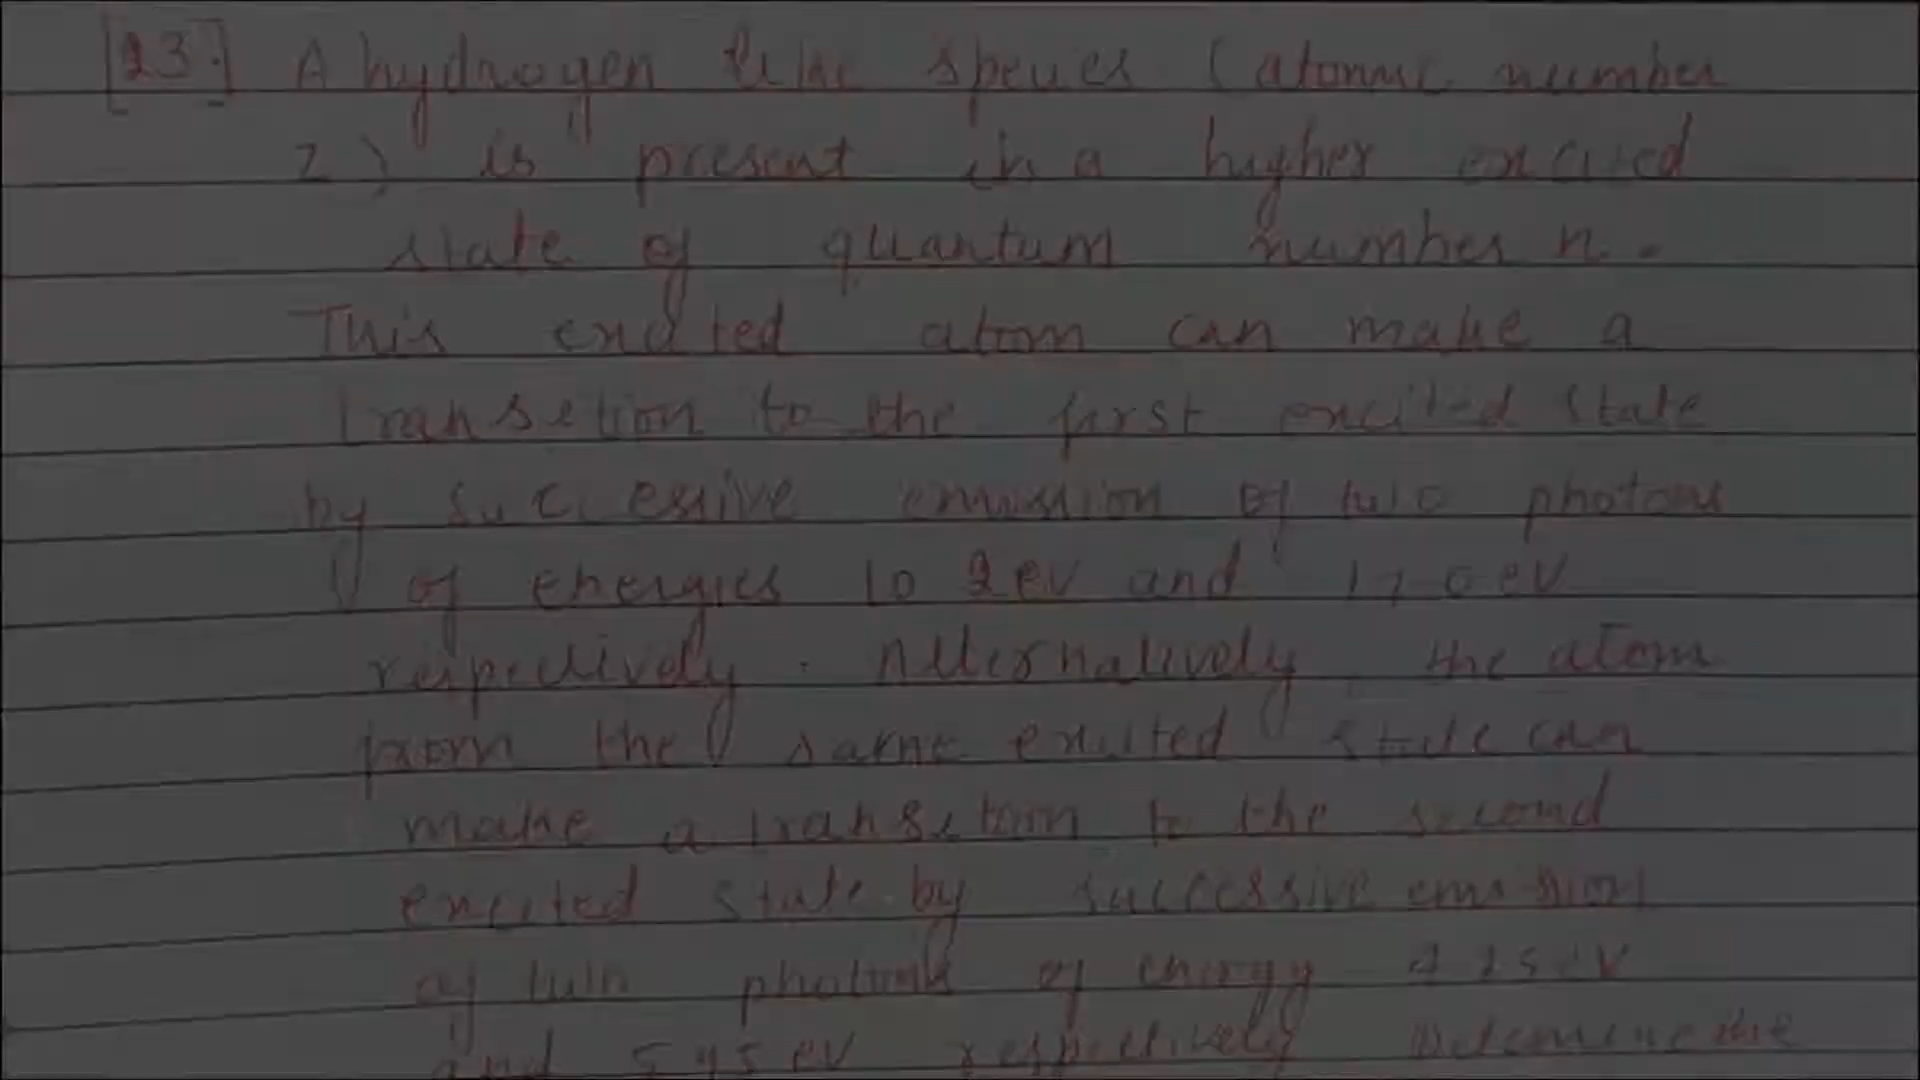 [23.] A hydrogen like species (atomic number
Z) is present in a higher excited
state of quantum number n.
This excited atom can make a
transetion to the first excited state
by successive emission of two photons
of energies 10 2 ev and 17 0 ev
respectively. Alternatively the atom
from the same excited state can
make a transetion to the second
excited state by successive emission
of two photons of energy 4 25 eV
and 5 95 eV respectively Determine the